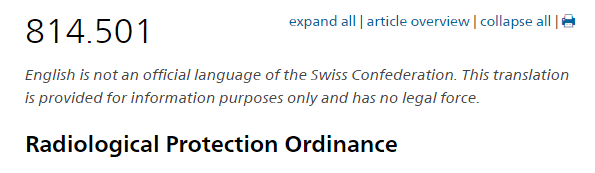 814.501
expand all | article overview | collapse all |
English is not an official language of the Swiss Confederation. This translation
is provided for information purposes only and has no legal force.
Radiological Protection Ordinance